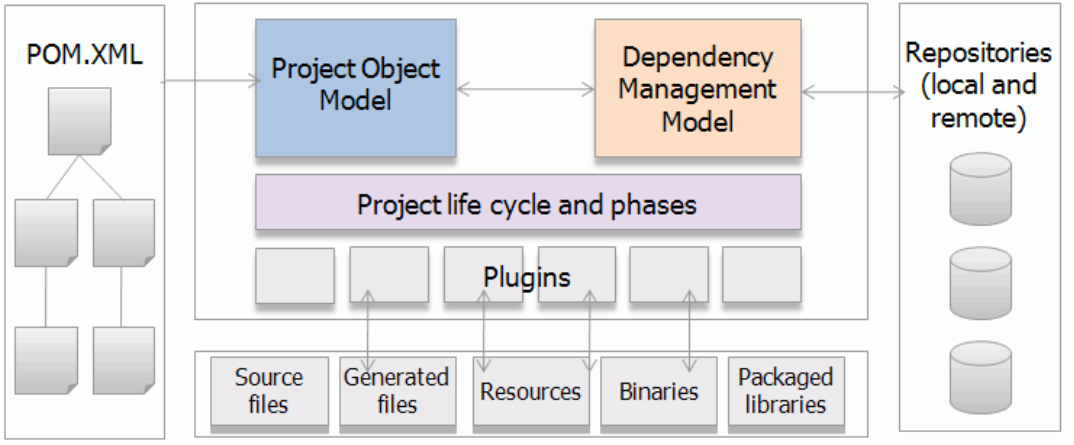 POM.XML
Project Object
Model
Dependency
Management
Model
Repositories
(local and
remote)
Project life cycle and phases
Plugins
Source
files
Generated
files
Resources
Binaries
Packaged
libraries